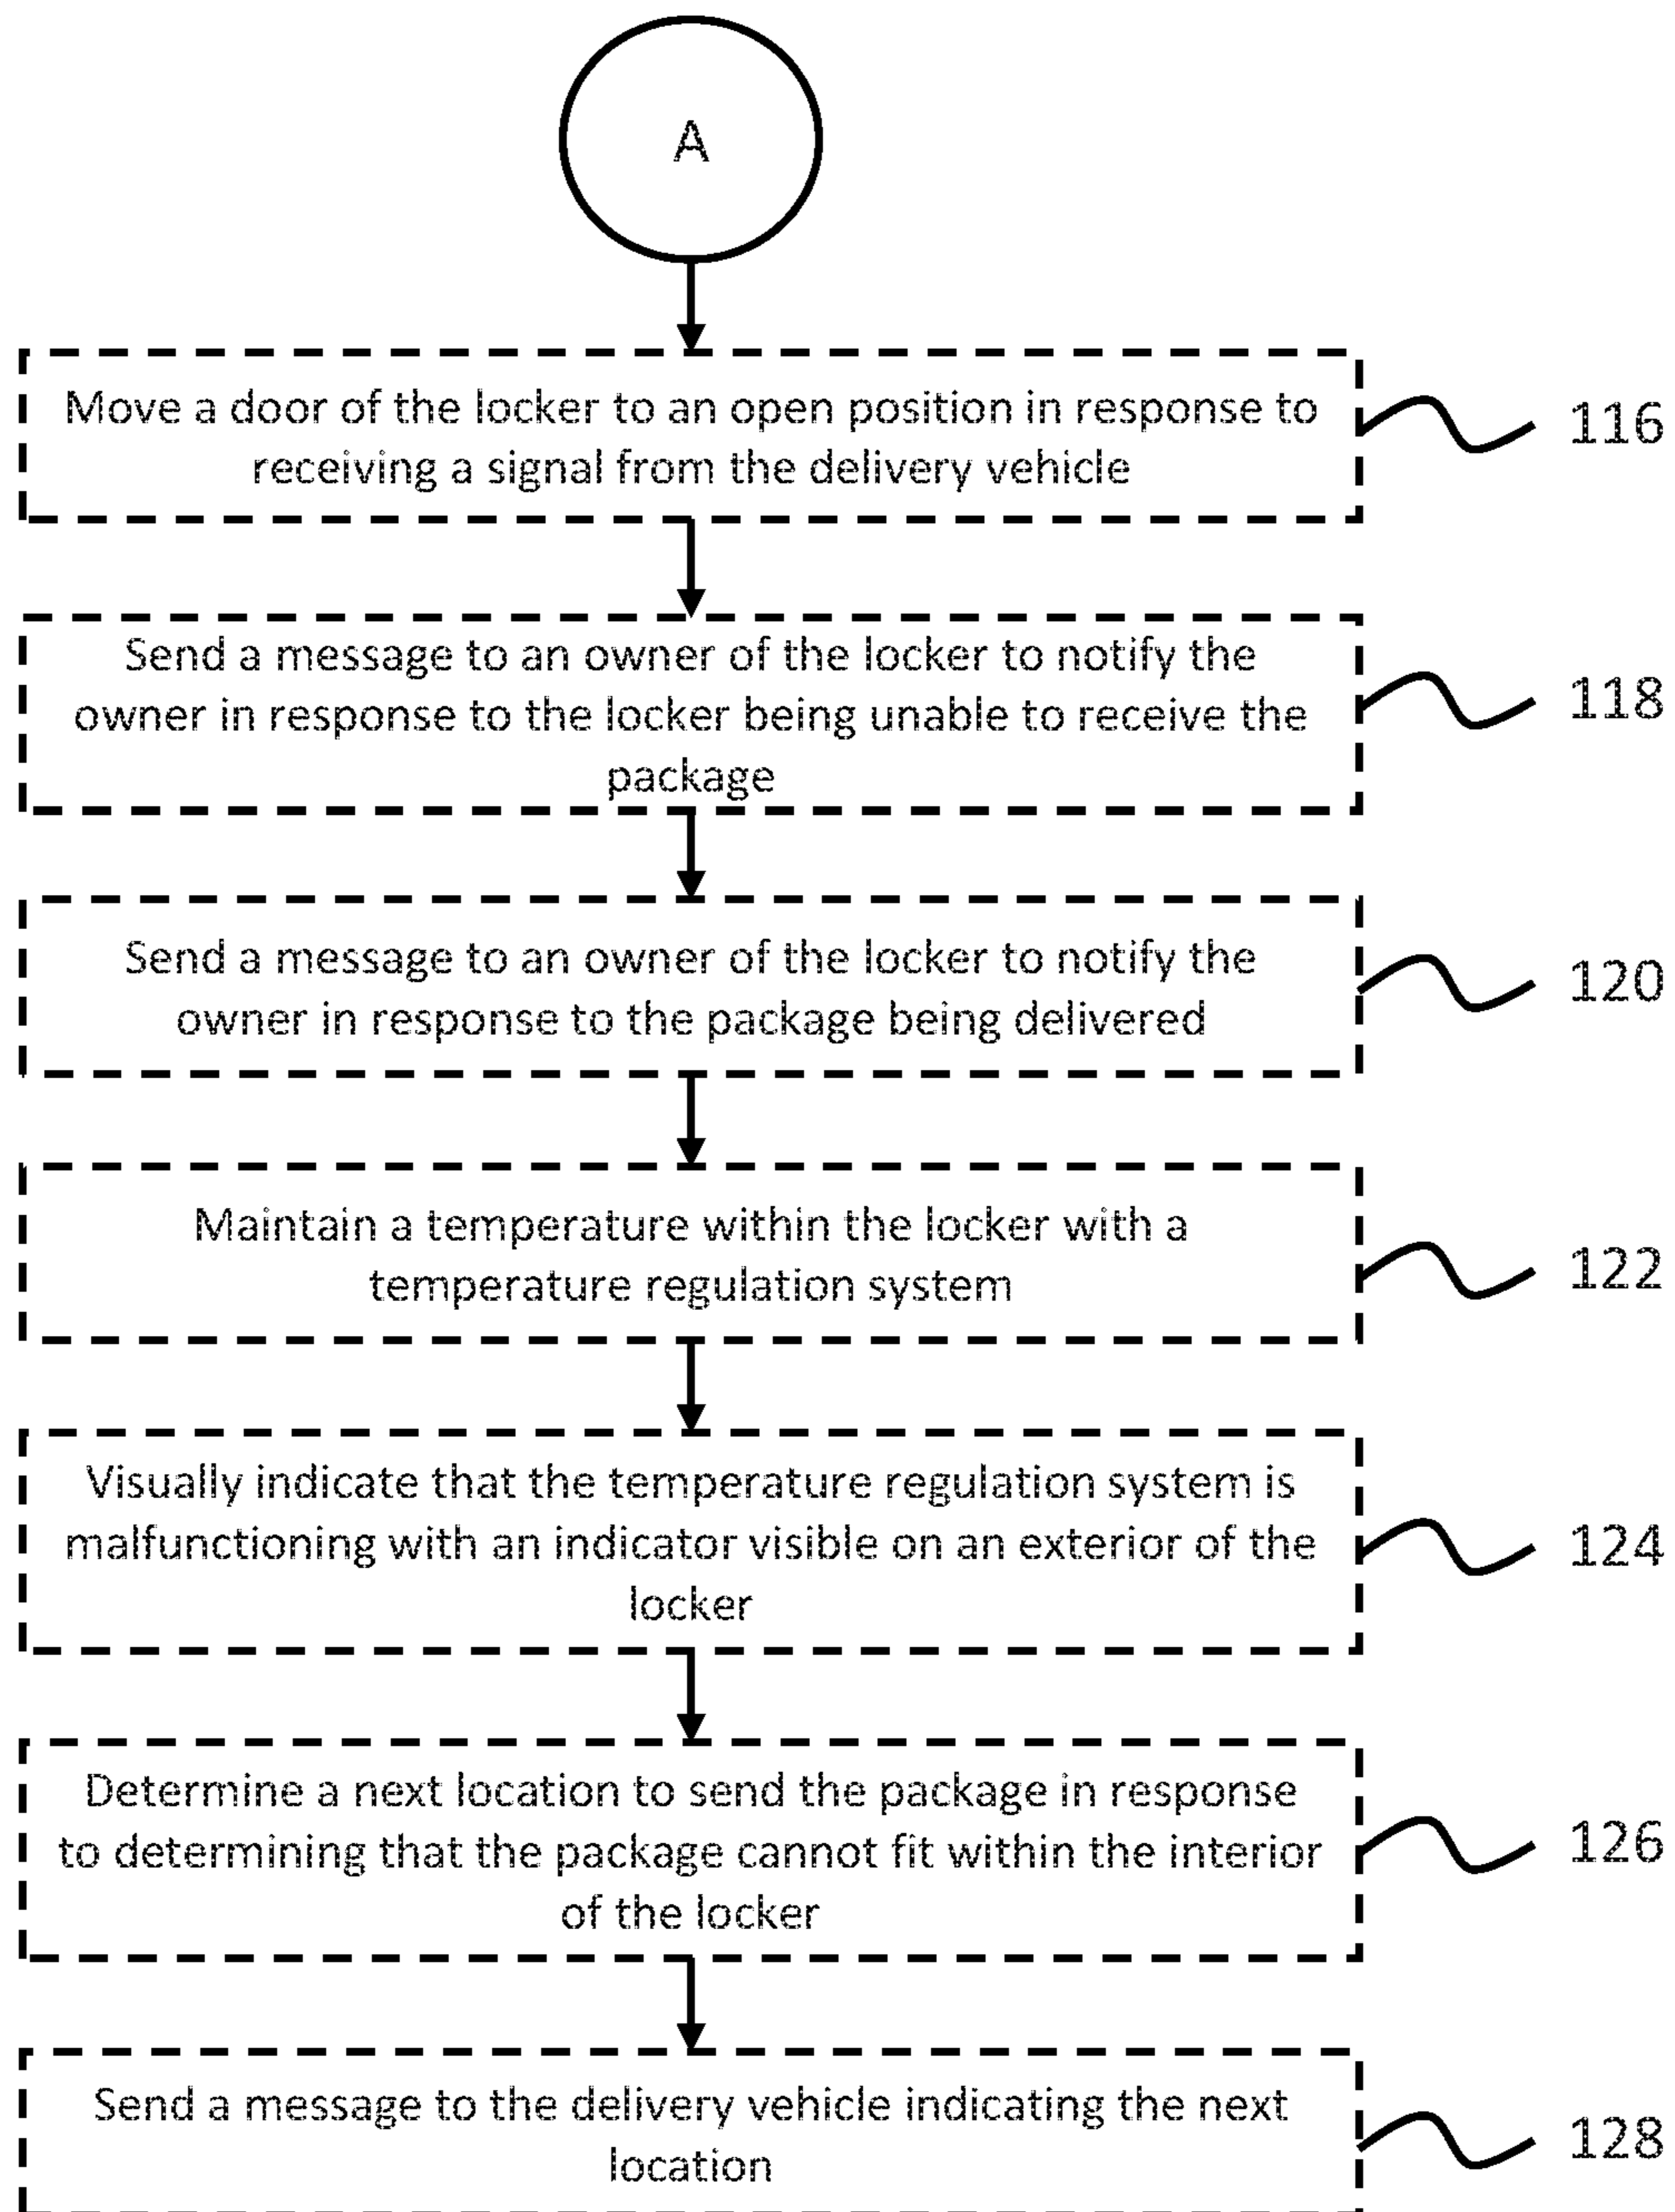 A
Move a door of the locker to an open position in response to
receiving a signal from the delivery vehicle
116
Send a message to an owner of the locker to notify the
owner in response to the locker being unable to receive the
package
118
Send a message to an owner of the locker to notify the
owner in response to the package being delivered
120
Maintain a temperature within the locker with a
temperature regulation system
122
Visually indicate that the temperature regulation system is
malfunctioning with an indicator visible on an exterior of the
locker
124
Determine a next location to send the package in response
to determining that the package cannot fit within the interior
of the locker
126
Send a message to the delivery vehicle indicating the next
location
128